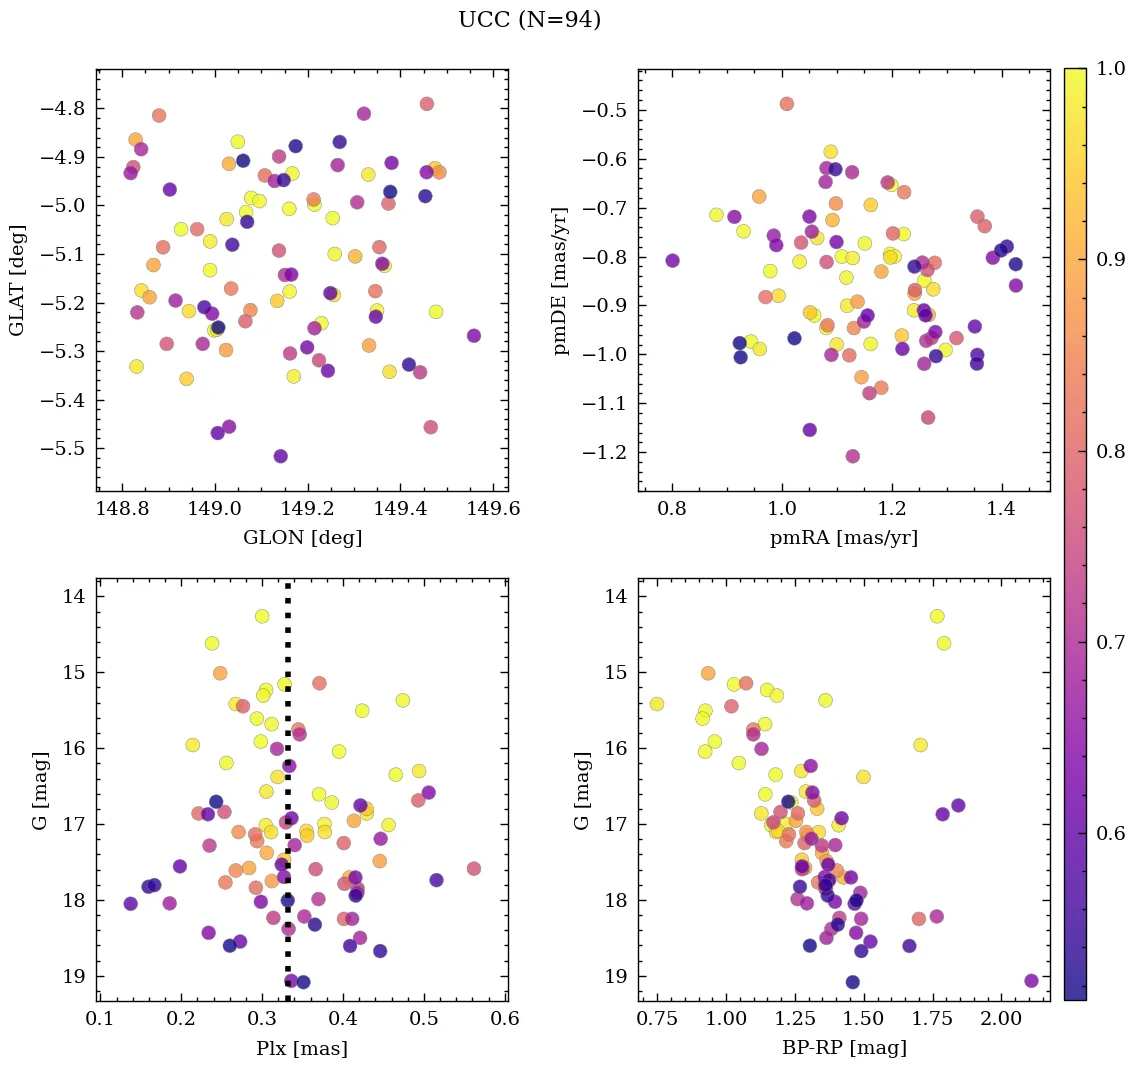 UCC (N=94)
−4.8
−4.9
−5.0
−5.1
−5.2
−5.3
−5.4
−5.5
GLAT [deg]
148.8 149.0 149.2 149.4 149.6
GLON [deg]
−0.5
−0.6
−0.7
−0.8
−0.9
−1.0
−1.1
−1.2
pmDE [mas/yr]
0.8 1.0 1.2 1.4
pmRA [mas/yr]
1.0
0.9
0.8
0.7
0.6
14
15
16
17
18
19
G [mag]
0.1 0.2 0.3 0.4 0.5 0.6
Plx [mas]
14
15
16
17
18
19
G [mag]
0.75 1.00 1.25 1.50 1.75 2.00
BP-RP [mag]